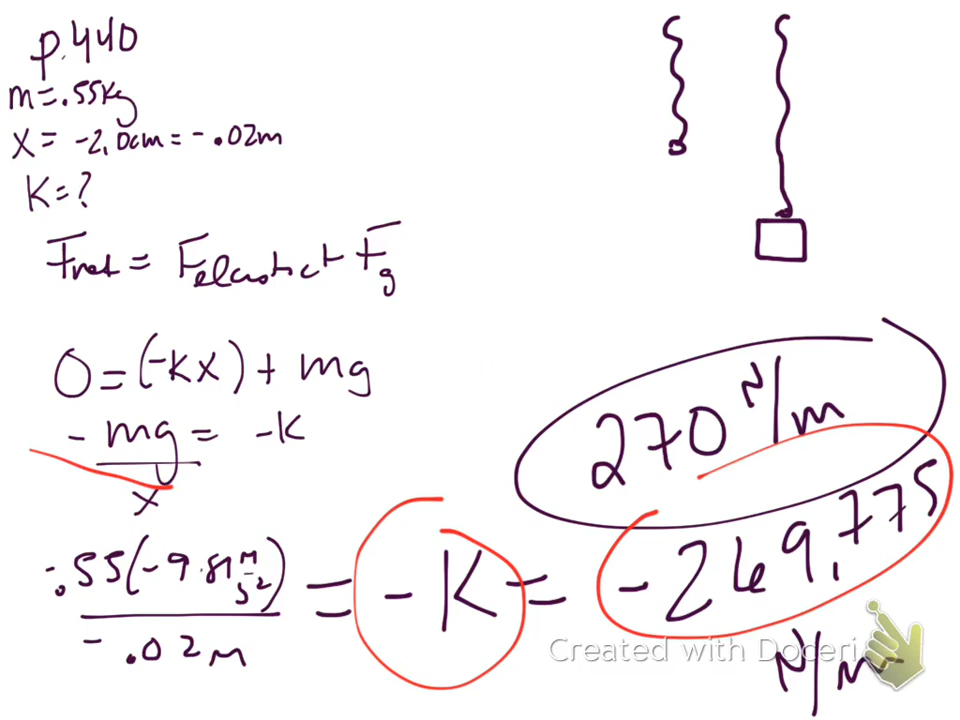 p.440
m=.55kg
x= -2.0cm= -.02m
K=?
Fnet= Felastic+Fg
0=(-Kx)+mg
-mg= -K
x
-.55(-9.81m/s²) = -K= -269.775
-.02m
N/m
270 N/m
Created with Doceri